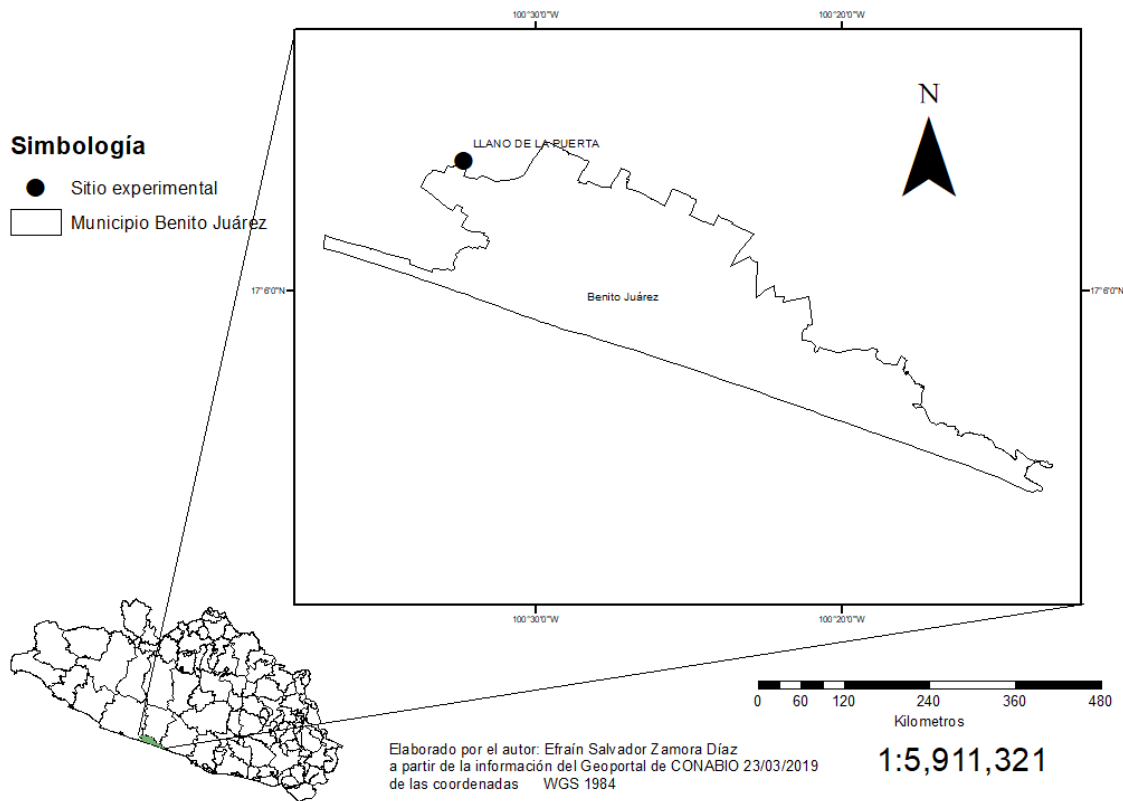 100°30'0"W
100°20'0"W
N
Simbología
LLANO DE LA PUERTA
Sitio experimental
Municipio Benito Juárez
17°6'0"N
17°6'0"N
Benito Juárez
100°30'0"W
100°20'0"W
0 60 120 240 360 480
Kilometros
Elaborado por el autor: Efraín Salvador Zamora Díaz
a partir de la información del Geoportal de CONABIO 23/03/2019
de las coordenadas WGS 1984
1:5,911,321